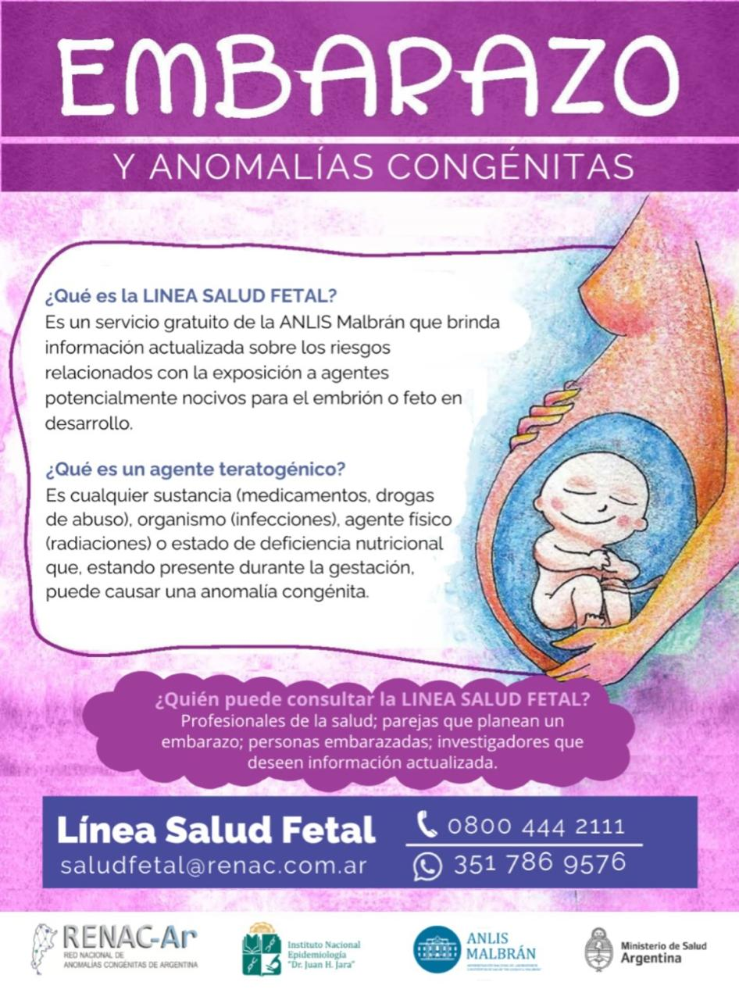 EMBARAZO
Y ANOMALÍAS CONGÉNITAS
¿Qué es la LINEA SALUD FETAL?
Es un servicio gratuito de la ANLIS Malbrán que brinda
información actualizada sobre los riesgos
relacionados con la exposición a agentes
potencialmente nocivos para el embrión o feto en
desarrollo.
¿Qué es un agente teratogénico?
Es cualquier sustancia (medicamentos, drogas
de abuso), organismo (infecciones), agente físico
(radiaciones) o estado de deficiencia nutricional
que, estando presente durante la gestación,
puede causar una anomalía congénita.
¿Quién puede consultar la LINEA SALUD FETAL?
Profesionales de la salud; parejas que planean un
embarazo; personas embarazadas; investigadores que
deseen información actualizada.
Línea Salud Fetal
saludfetal@renac.com.ar
0800 444 2111
351 786 9576
RENAC-Ar
RED NACIONAL DE
ANOMALÍAS CONGÉNITAS DE ARGENTINA
Instituto Nacional
Epidemiología
"Dr. Juan H. Jara"
ANLIS
MALBRÁN
Ministerio de Salud
Argentina